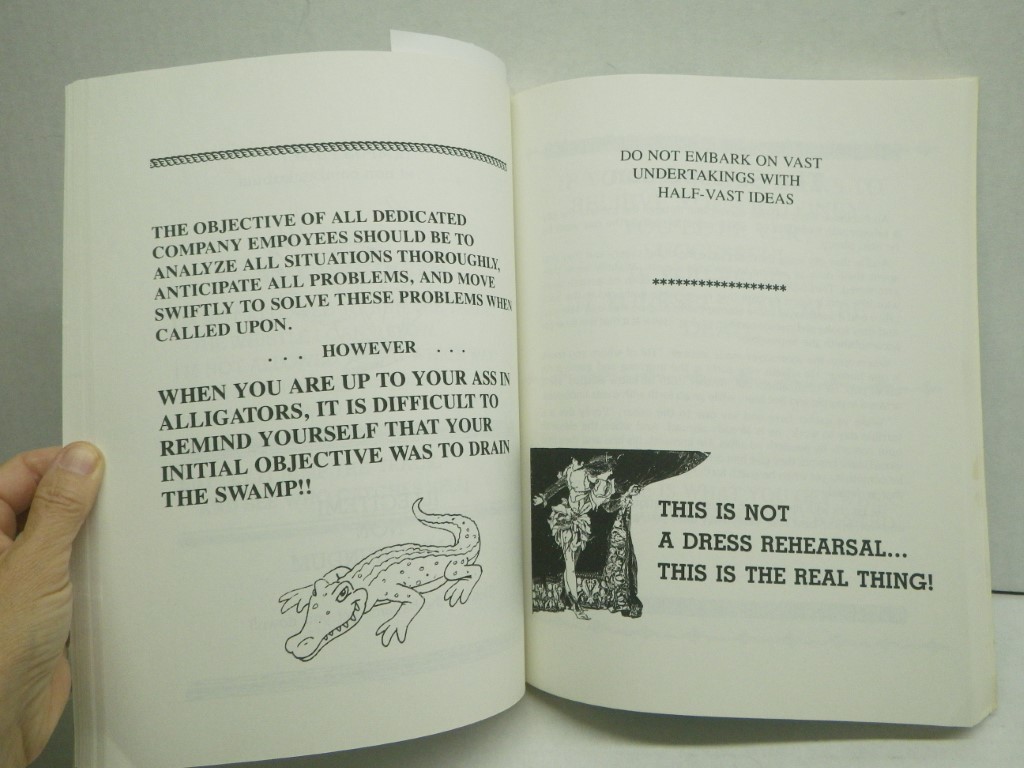 THE OBJECTIVE OF ALL DEDICATED
COMPANY EMPOYEES SHOULD BE TO
ANALYZE ALL SITUATIONS THOROUGHLY,
ANTICIPATE ALL PROBLEMS, AND MOVE
SWIFTLY TO SOLVE THESE PROBLEMS WHEN
CALLED UPON.
. . . HOWEVER . . .
WHEN YOU ARE UP TO YOUR ASS IN
ALLIGATORS, IT IS DIFFICULT TO
REMIND YOURSELF THAT YOUR
INITIAL OBJECTIVE WAS TO DRAIN
THE SWAMP!!
DO NOT EMBARK ON VAST
UNDERTAKINGS WITH
HALF-VAST IDEAS
******************
THIS IS NOT
A DRESS REHEARSAL...
THIS IS THE REAL THING!